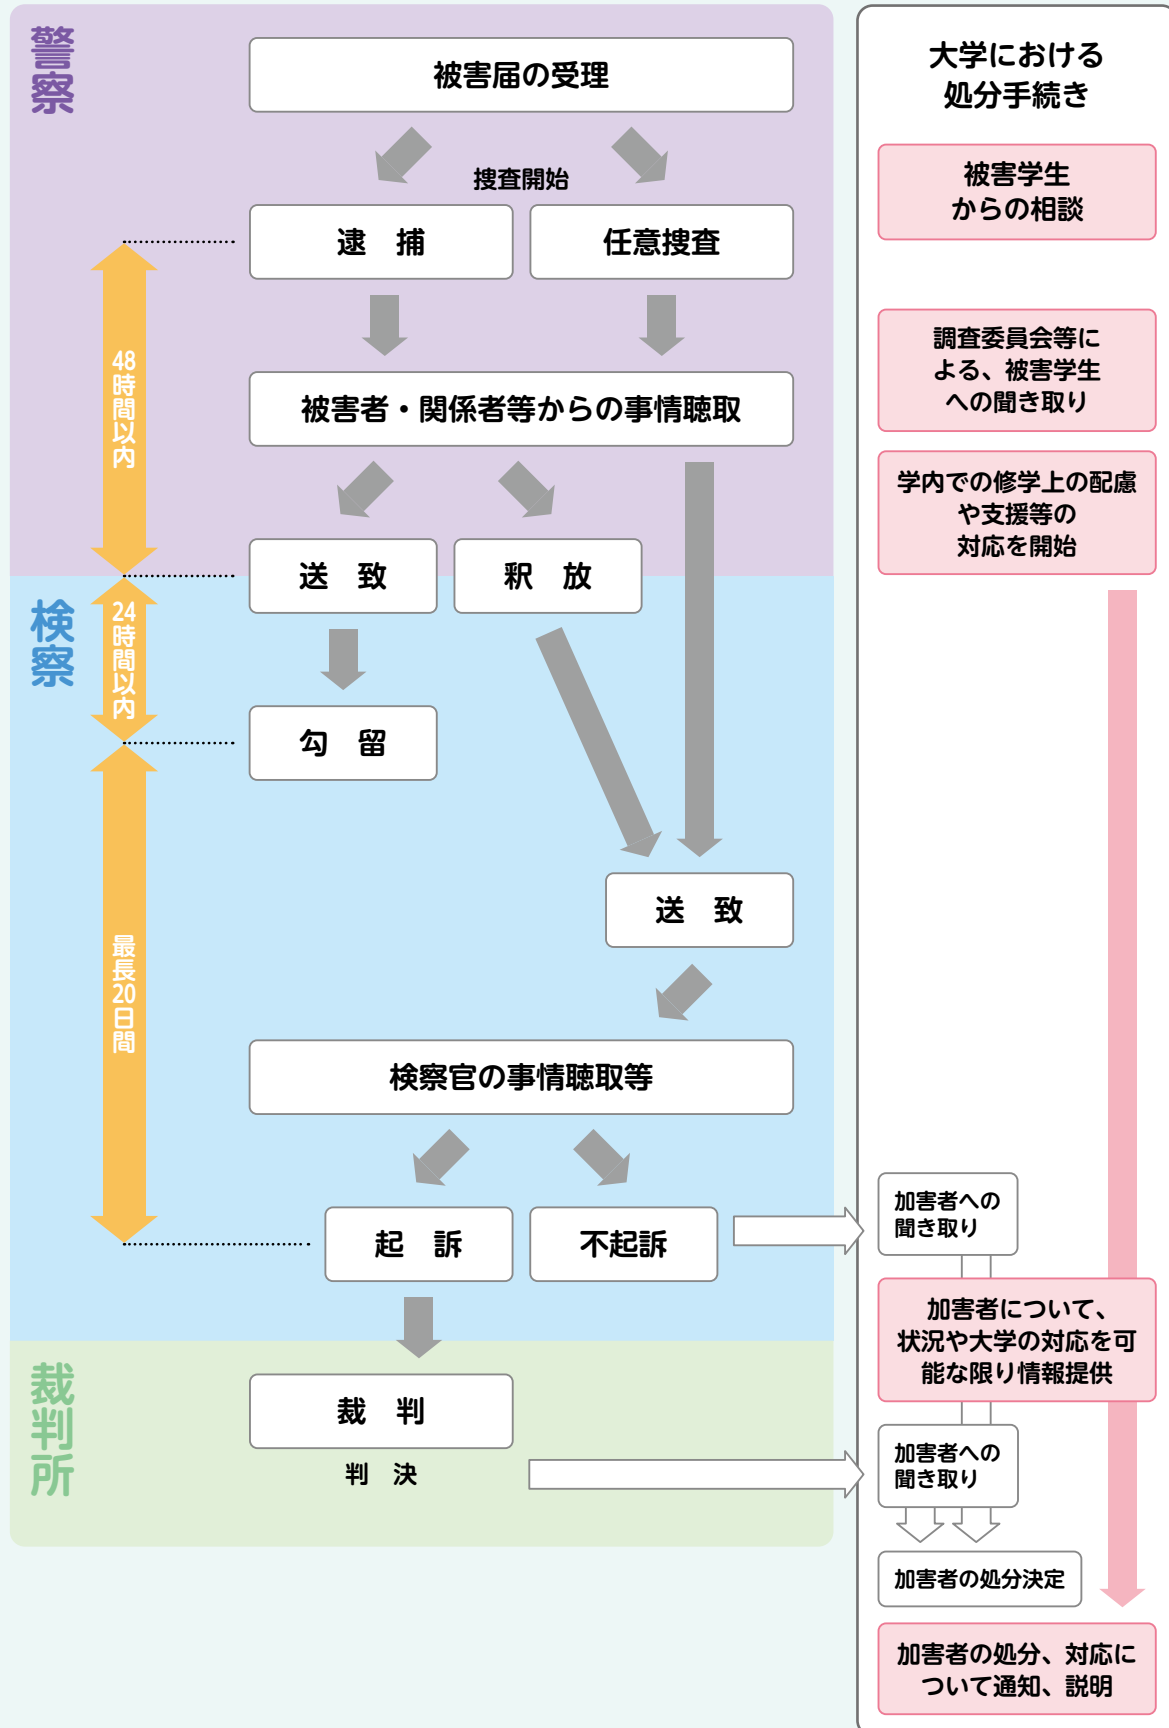 警察
被害届の受理
捜査開始
逮　捕
任意捜査
48時間以内
被害者・関係者等からの事情聴取
送　致
釈　放
検察
24時間以内
勾　留
最長20日間
送　致
検察官の事情聴取等
起　訴
不起訴
裁判所
裁　判
判　決
大学における
処分手続き
被害学生
からの相談
調査委員会等に
よる、被害学生
への聞き取り
学内での修学上の配慮
や支援等の
対応を開始
加害者への
聞き取り
加害者について、
状況や大学の対応を可
能な限り情報提供
加害者への
聞き取り
加害者の処分決定
加害者の処分、対応に
ついて通知、説明